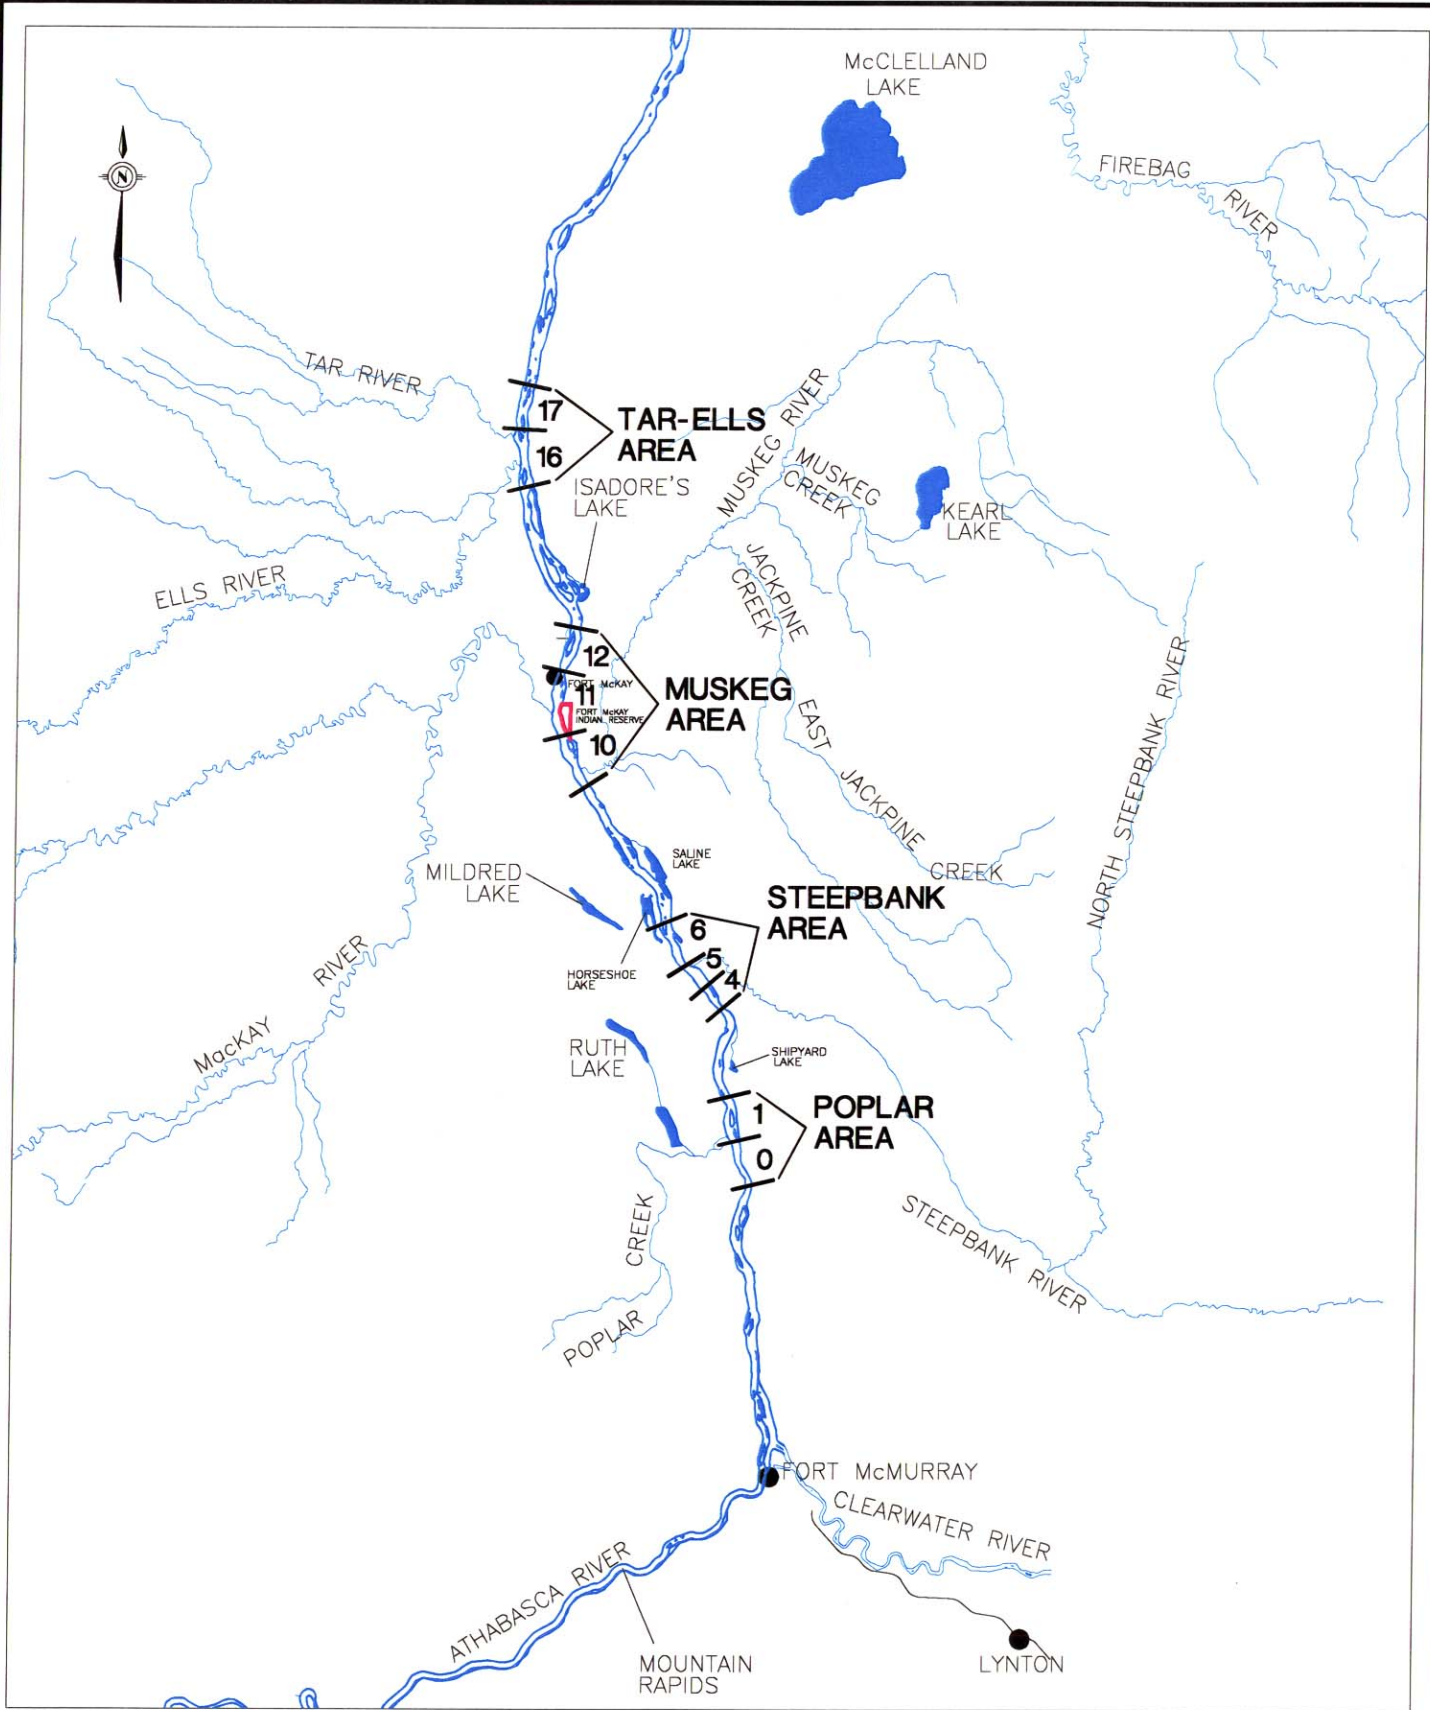 McCLELLAND
LAKE
N
FIREBAG
RIVER
TAR RIVER
17
16
TAR-ELLS
AREA
ISADORE'S
LAKE
MUSKEG RIVER
MUSKEG
CREEK
KEARL
LAKE
JACKPINE
CREEK
ELLS RIVER
12
FORT McKAY
11
FORT McKAY
INDIAN RESERVE
10
MUSKEG
AREA
EAST JACKPINE
CREEK
NORTH STEEPBANK RIVER
SALINE
LAKE
MILDRED
LAKE
STEEPBANK
AREA
6
5
4
HORSESHOE
LAKE
MacKAY RIVER
RUTH
LAKE
SHIPYARD
LAKE
1
0
POPLAR
AREA
POPLAR CREEK
STEEPBANK RIVER
FORT McMURRAY
CLEARWATER RIVER
ATHABASCA RIVER
MOUNTAIN
RAPIDS
LYNTON